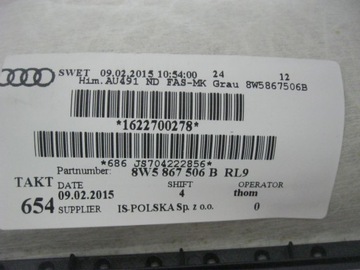 SWET 09.02.2015 10:54:00 24 12
Him.AU491 ND FAS-MK Grau 8W5867506B
*1622700278*
*686 JS704222856*
Partnumber: 8W5 867 506 B RL9
TAKT DATE SHIFT OPERATOR
09.02.2015 4 thom
654 SUPPLIER IS-POLSKA Sp. z o.o. 0